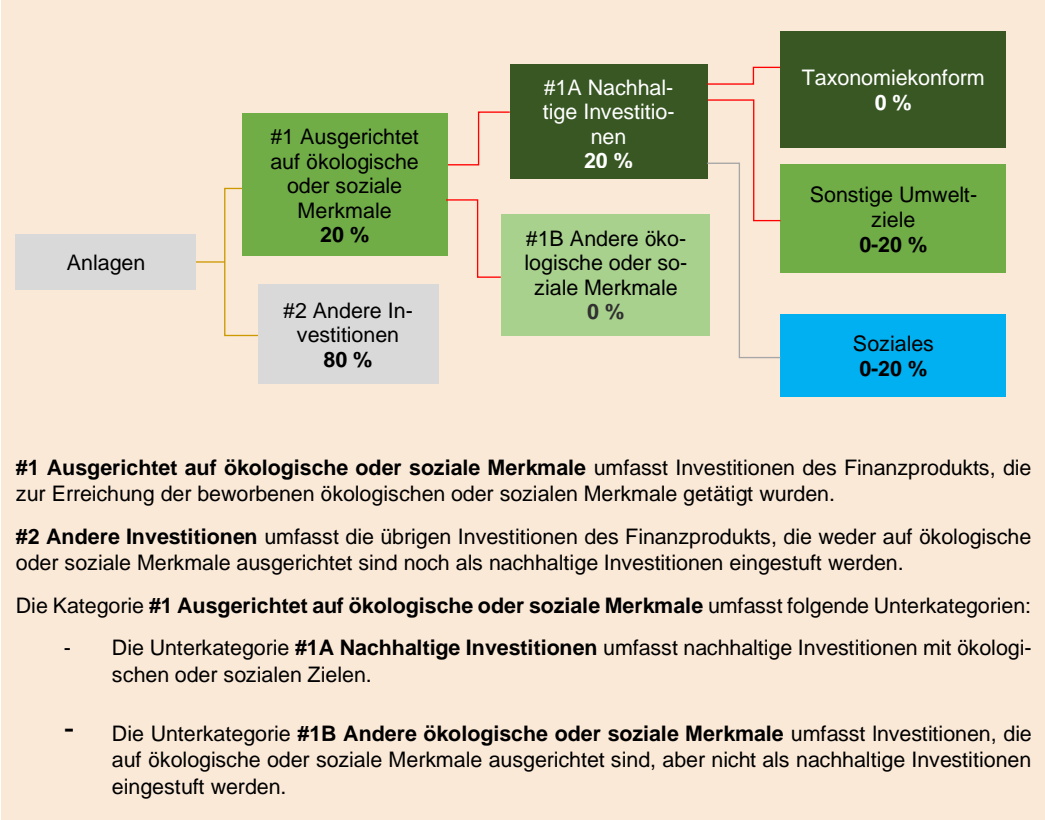 Anlagen
#1 Ausgerichtet
auf ökologische
oder soziale
Merkmale
20 %
#2 Andere In-
vestitionen
80 %
#1A Nachhal-
tige Investitio-
nen
20 %
#1B Andere öko-
logische oder so-
ziale Merkmale
0 %
Taxonomiekonform
0 %
Sonstige Umwelt-
ziele
0-20 %
Soziales
0-20 %
#1 Ausgerichtet auf ökologische oder soziale Merkmale umfasst Investitionen des Finanzprodukts, die
zur Erreichung der beworbenen ökologischen oder sozialen Merkmale getätigt wurden.
#2 Andere Investitionen umfasst die übrigen Investitionen des Finanzprodukts, die weder auf ökologische
oder soziale Merkmale ausgerichtet sind noch als nachhaltige Investitionen eingestuft werden.
Die Kategorie #1 Ausgerichtet auf ökologische oder soziale Merkmale umfasst folgende Unterkategorien:
- Die Unterkategorie #1A Nachhaltige Investitionen umfasst nachhaltige Investitionen mit ökologi-
schen oder sozialen Zielen.
- Die Unterkategorie #1B Andere ökologische oder soziale Merkmale umfasst Investitionen, die
auf ökologische oder soziale Merkmale ausgerichtet sind, aber nicht als nachhaltige Investitionen
eingestuft werden.